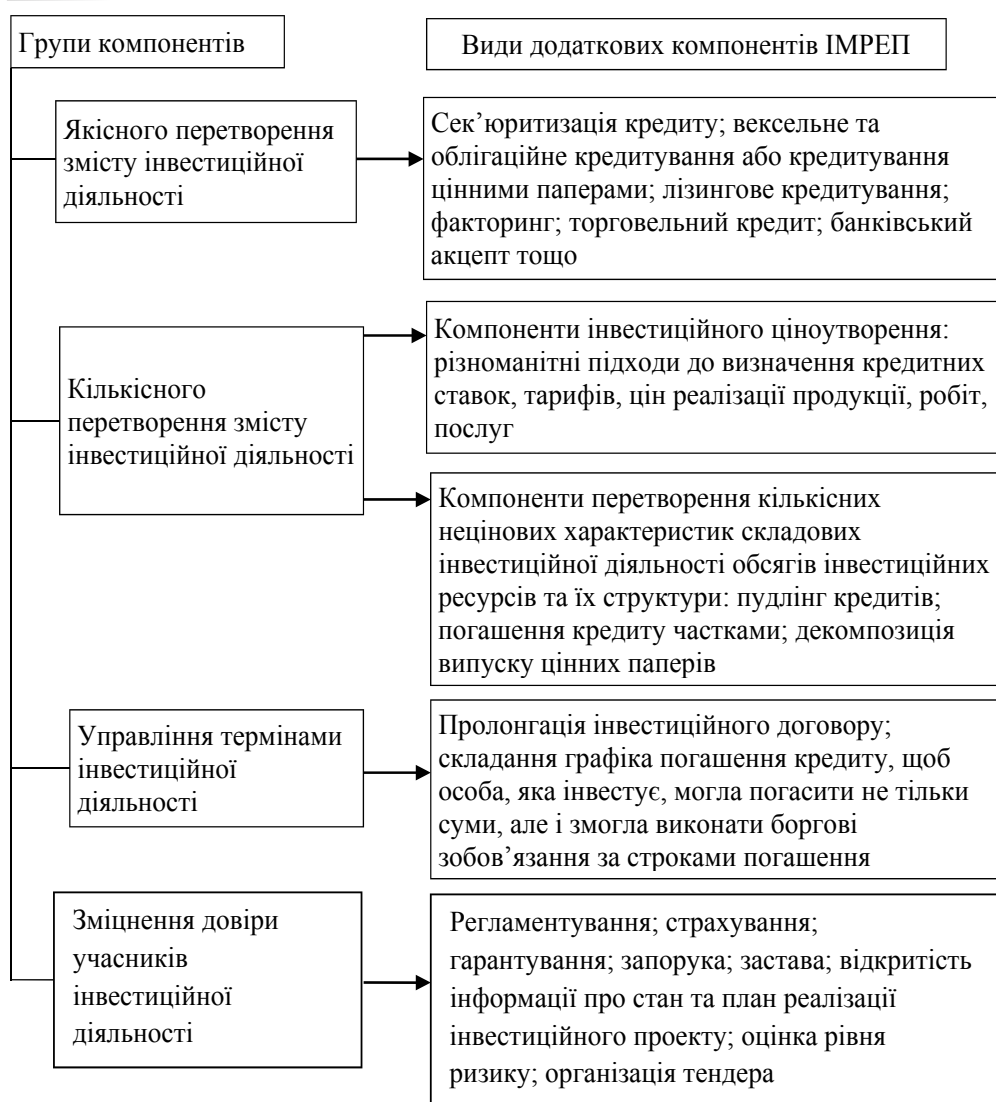 Групи компонентів
Види додаткових компонентів ІМРЕП
Якісного перетворення
змісту інвестиційної
діяльності
Сек’юритизація кредиту; вексельне та
облігаційне кредитування або кредитування
цінними паперами; лізингове кредитування;
факторинг; торговельний кредит; банківський
акцепт тощо
Кількісного
перетворення змісту
інвестиційної діяльності
Компоненти інвестиційного ціноутворення:
різноманітні підходи до визначення кредитних
ставок, тарифів, цін реалізації продукції, робіт,
послуг
Компоненти перетворення кількісних
нецінових характеристик складових
інвестиційної діяльності обсягів інвестиційних
ресурсів та їх структури: пудлінг кредитів;
погашення кредиту частками; декомпозиція
випуску цінних паперів
Управління термінами
інвестиційної
діяльності
Пролонгація інвестиційного договору;
складання графіка погашення кредиту, щоб
особа, яка інвестує, могла погасити не тільки
суми, але і змогла виконати боргові
зобов’язання за строками погашення
Зміцнення довіри
учасників
інвестиційної
діяльності
Регламентування; страхування;
гарантування; запорука; застава; відкритість
інформації про стан та план реалізації
інвестиційного проекту; оцінка рівня
ризику; організація тендера